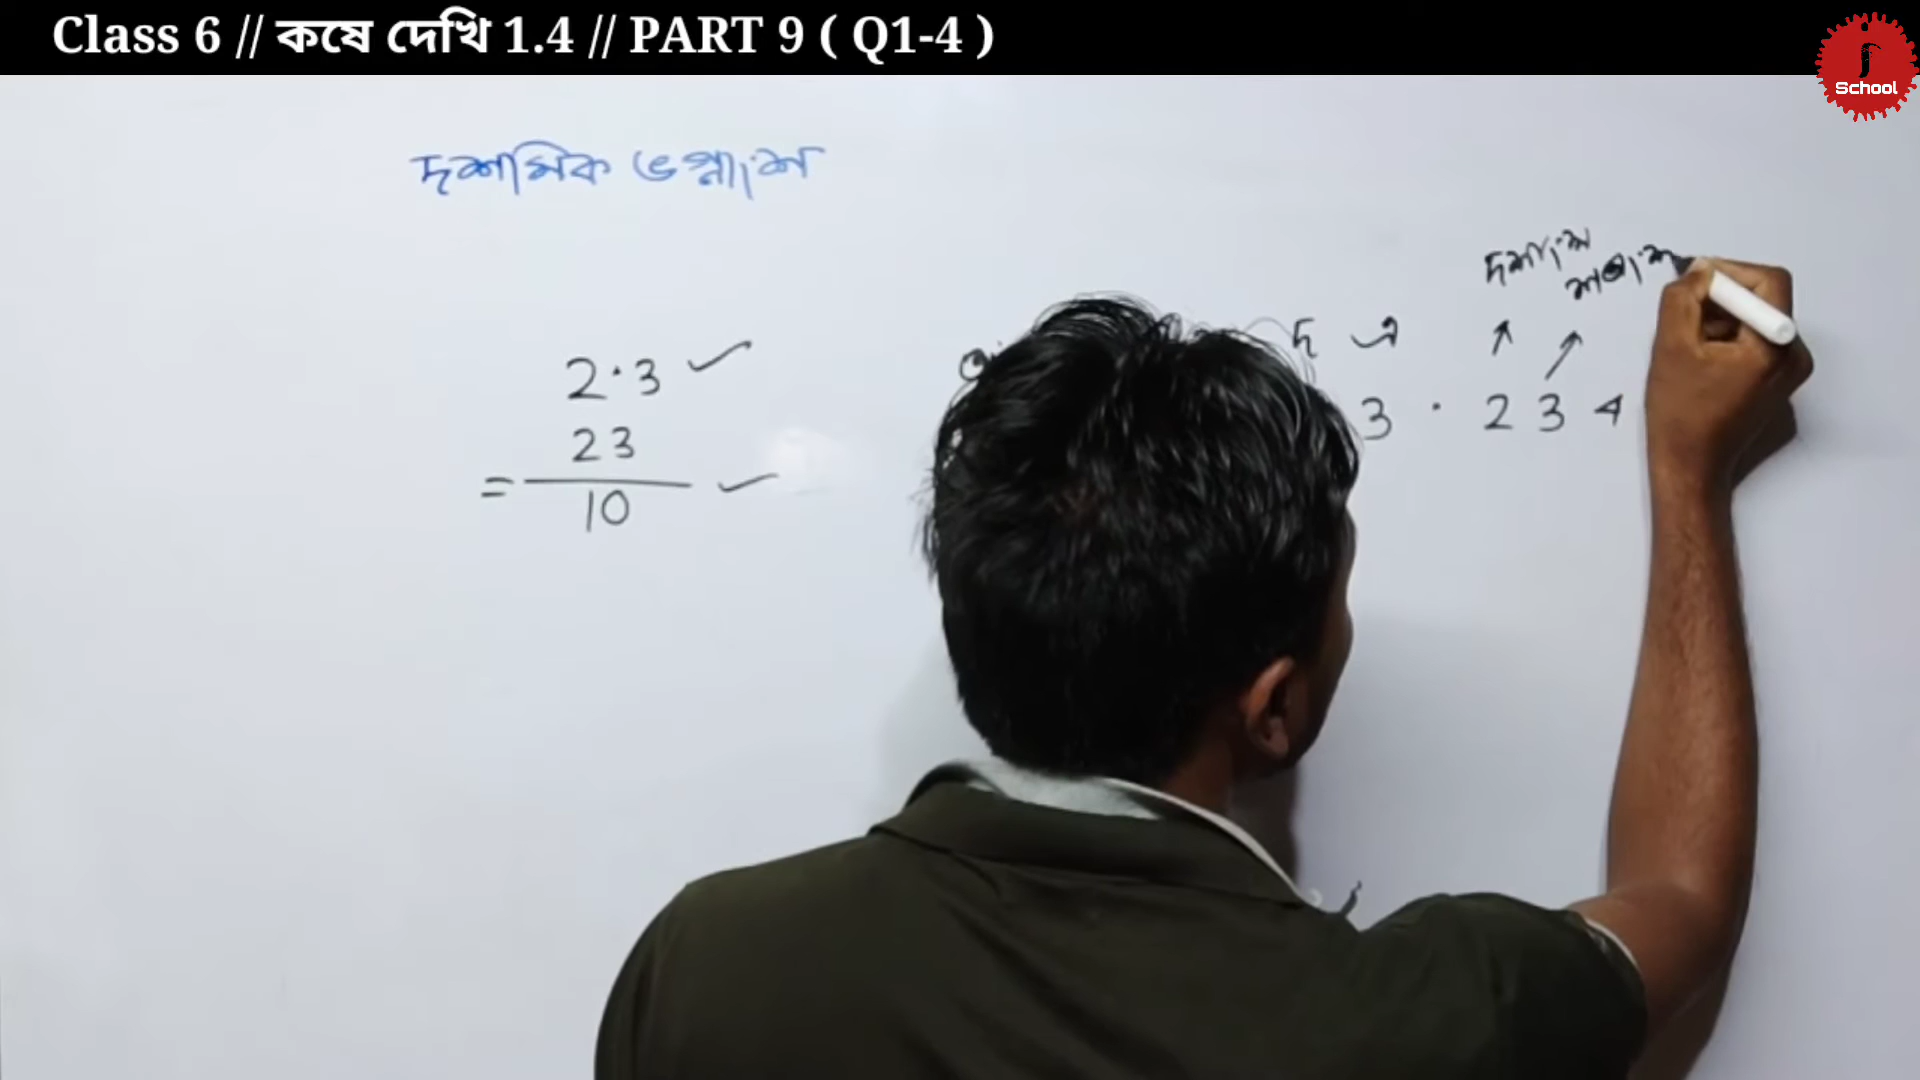 Class 6 // কষে দেখি 1.4 // PART 9 ( Q1-4 )
School
দশমিক ভগ্নাংশ
দশাংশ
শতাংশ
দ এ
2.3
3 . 2 3 4
23
=
10